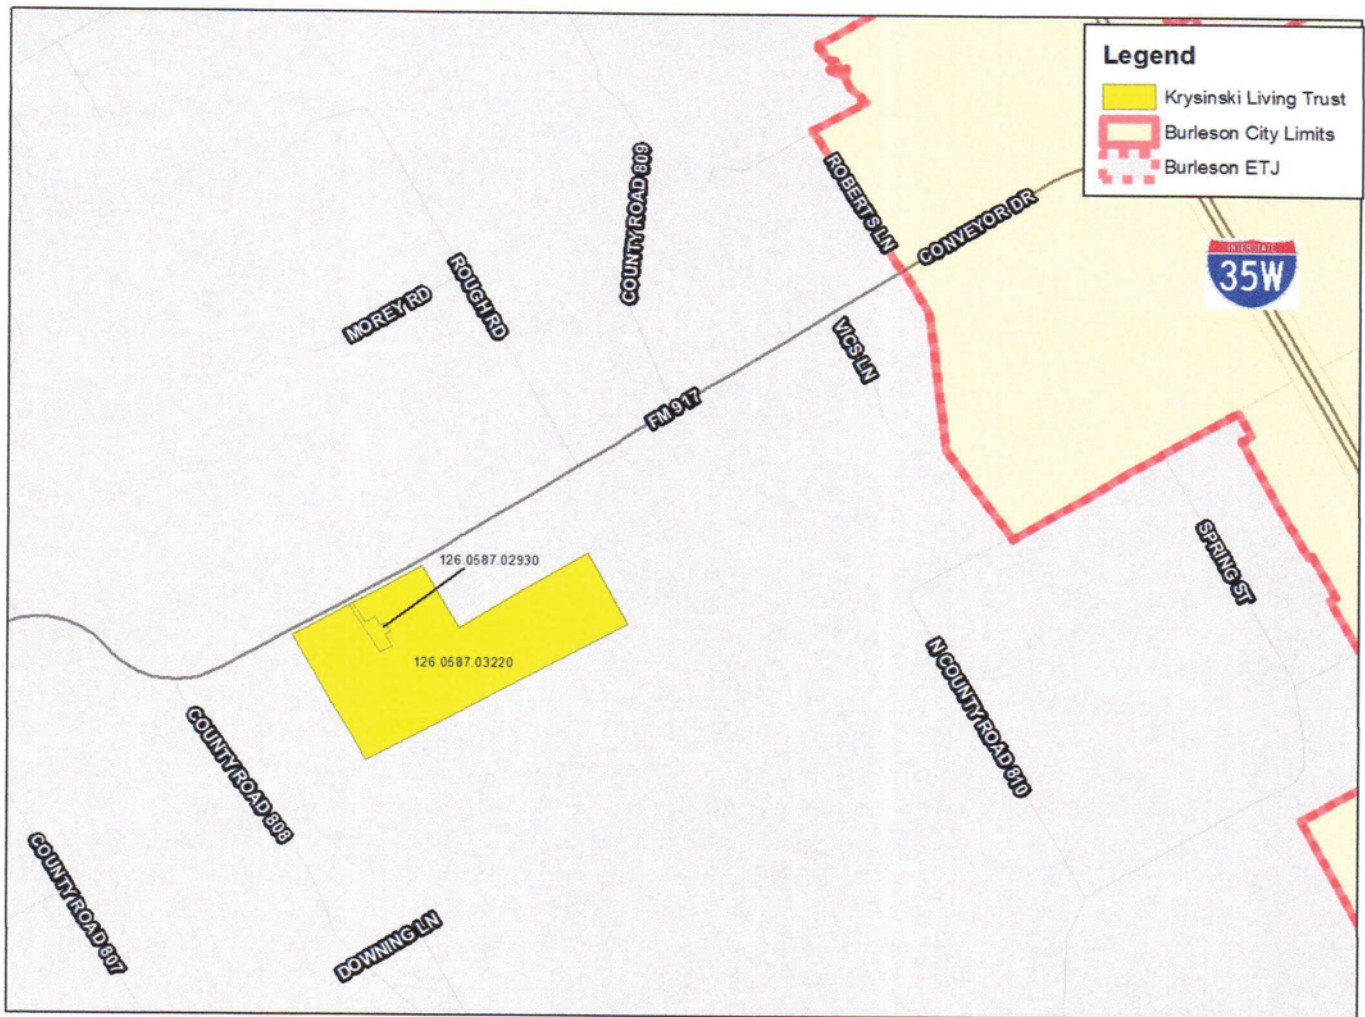 Legend
Krysinski Living Trust
Burleson City Limits
Burleson ETJ
COUNTY ROAD 809
ROBERTS LN
CONVEYOR DR
INTERSTATE
35W
ROUGH RD
MOREY RD
VICS LN
FM 917
126.0587.02930
SPRING ST
126.0587.03220
N COUNTY ROAD 810
COUNTY ROAD 808
COUNTY ROAD 807
DOWNING LN